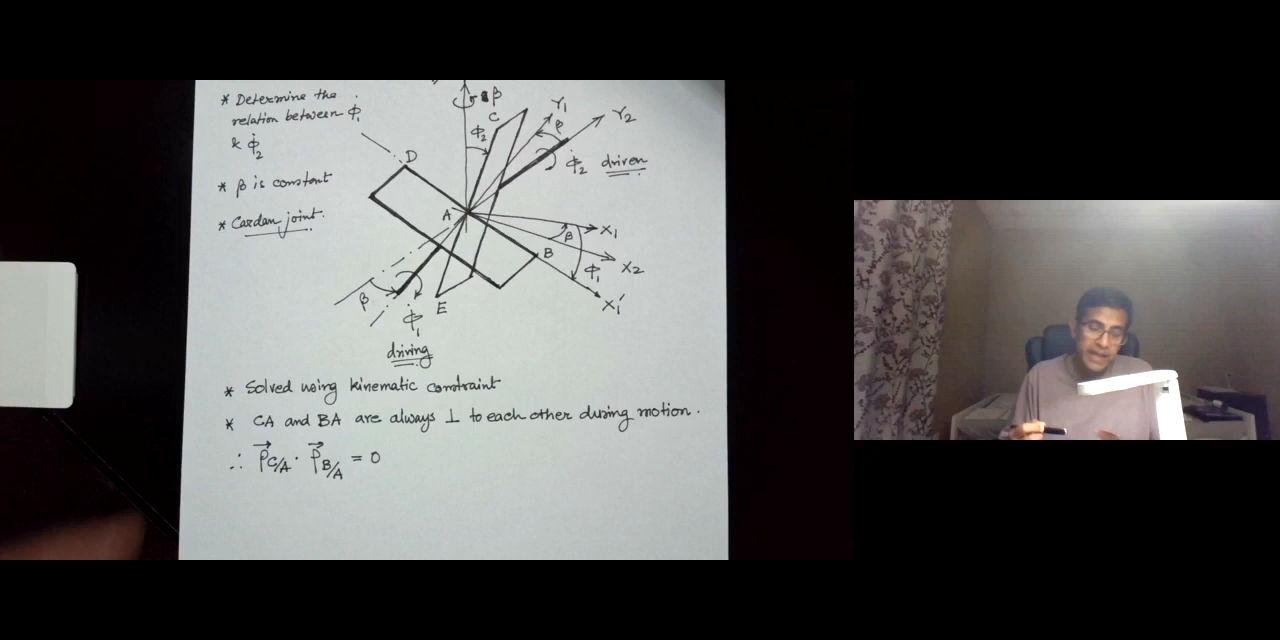 * Determine the
relation between ϕ̇₁
& ϕ̇₂
* β is constant
* Cardan joint.
β
C
ϕ₂
Y₁
β
Y₂
ϕ̇₂ driven
D
A
X₁
β
B
X₂
ϕ₁
X₁'
β
E
ϕ̇₁
driving
* Solved using kinematic constraint
* CA and BA are always ⊥ to each other during motion.
∴ ρ⃗C/A · ρ⃗B/A = 0